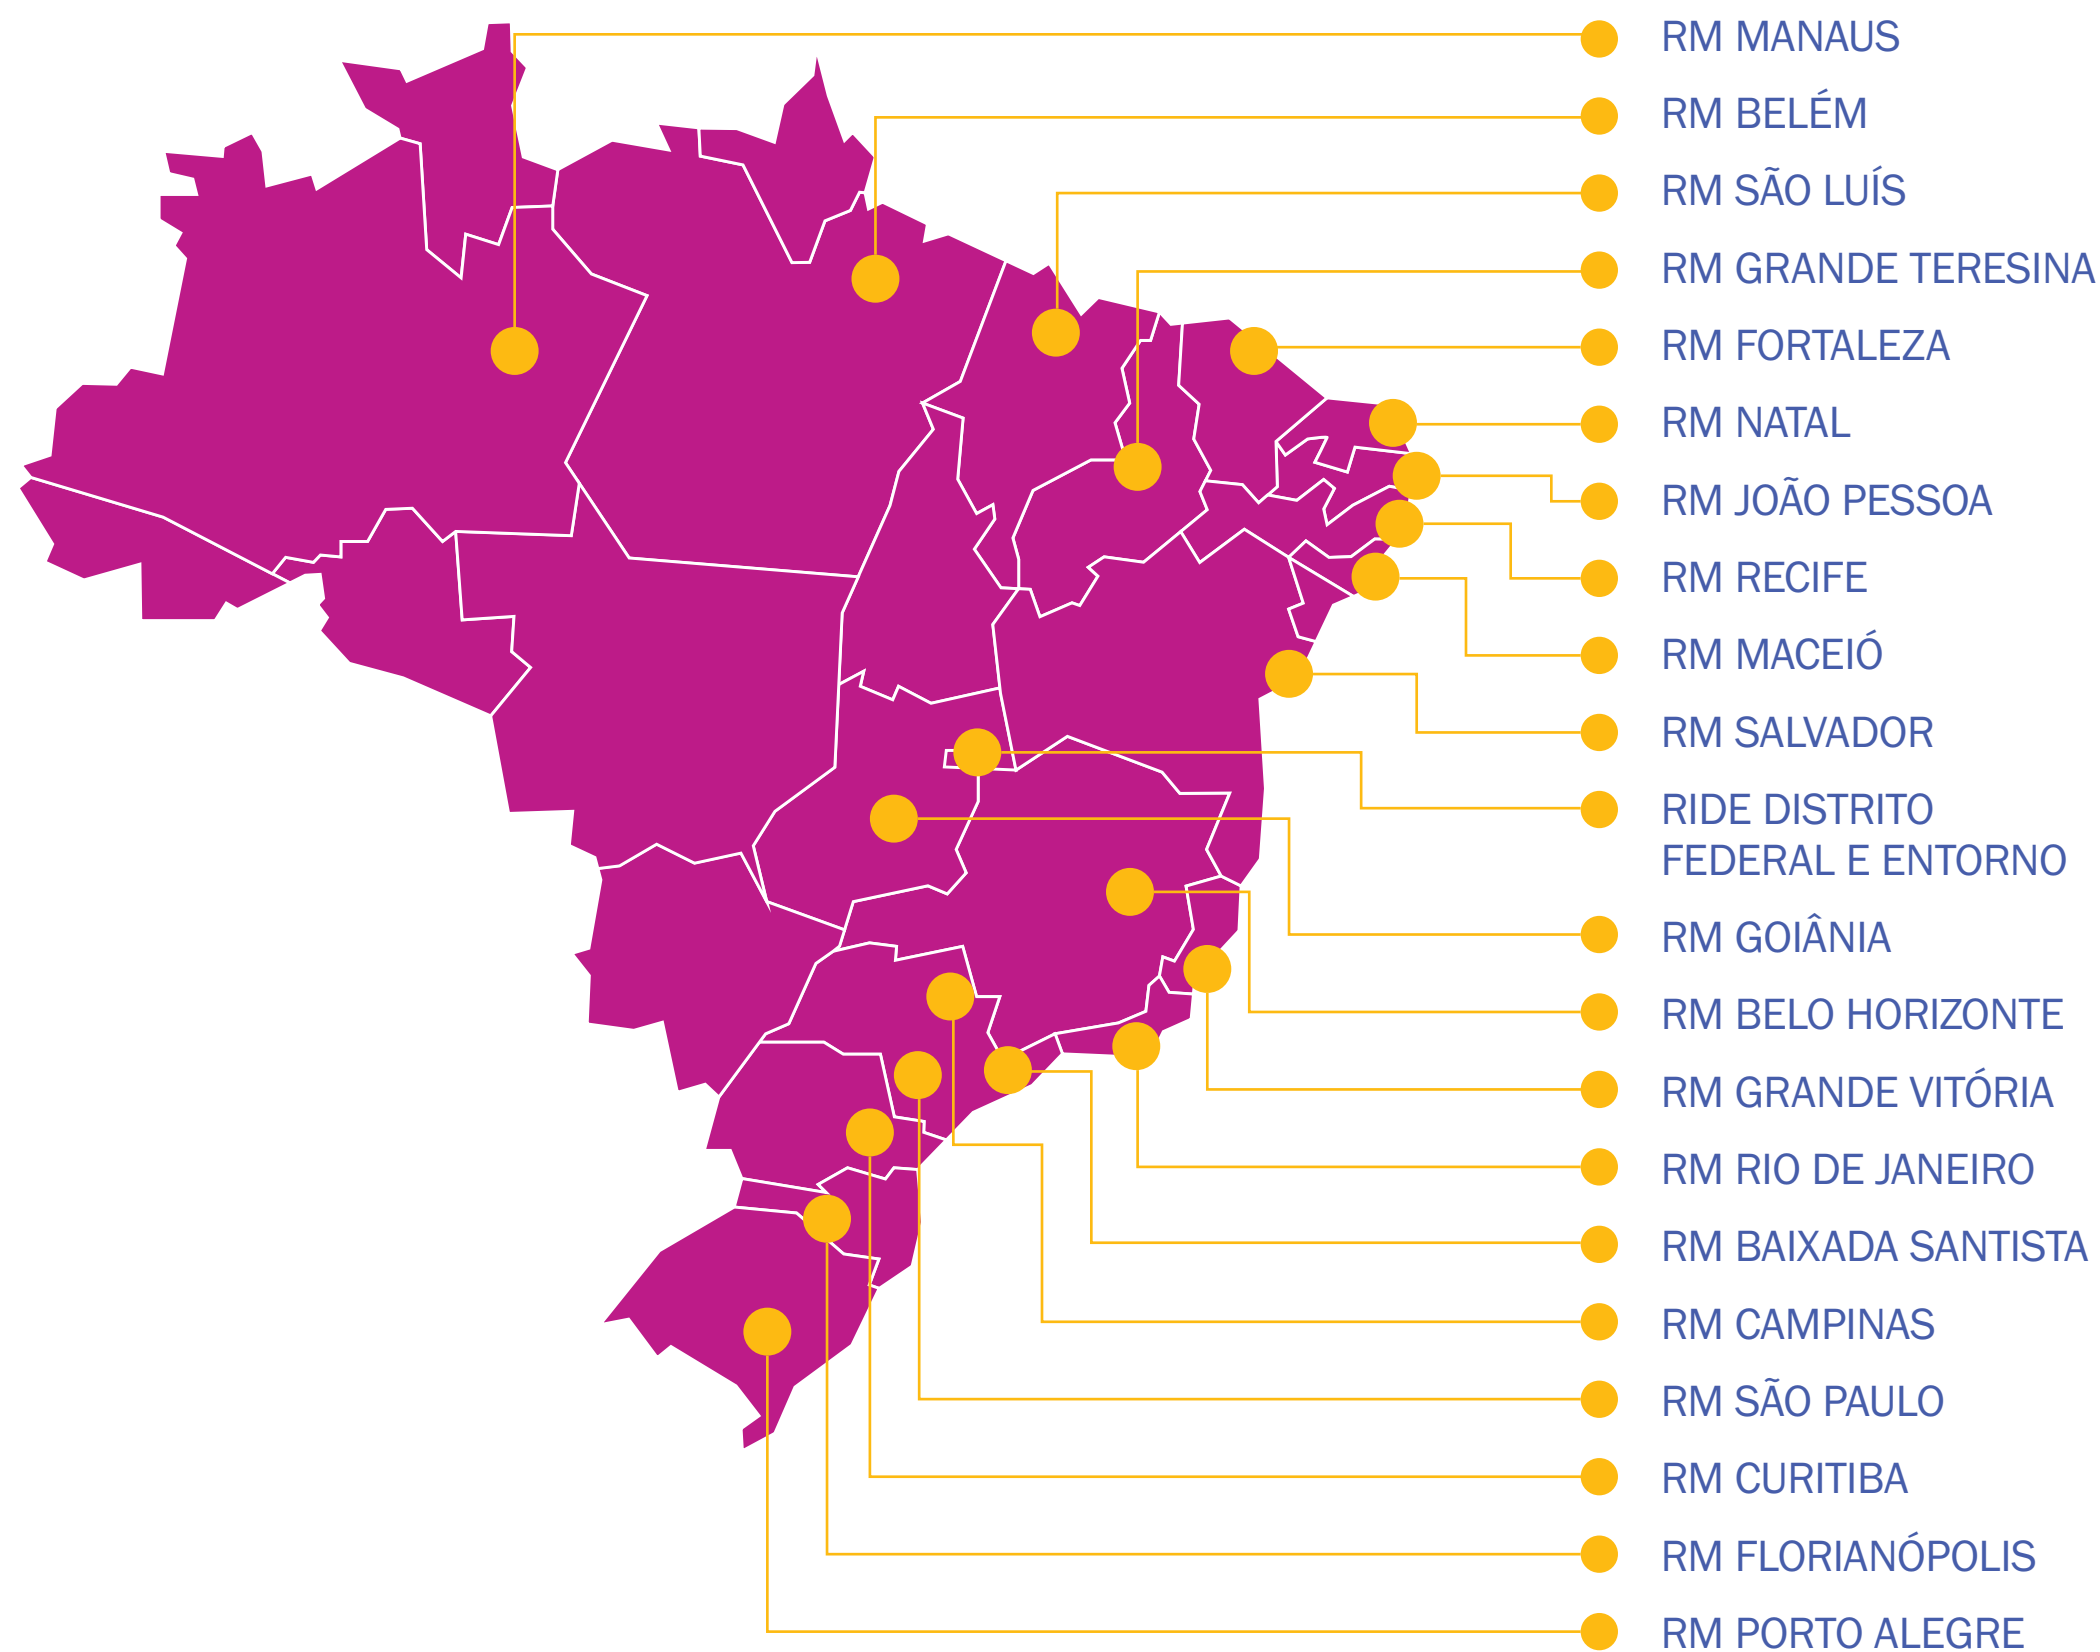 RM MANAUS
RM BELÉM
RM SÃO LUÍS
RM GRANDE TERESINA
RM FORTALEZA
RM NATAL
RM JOÃO PESSOA
RM RECIFE
RM MACEIÓ
RM SALVADOR
RIDE DISTRITO
FEDERAL E ENTORNO
RM GOIÂNIA
RM BELO HORIZONTE
RM GRANDE VITÓRIA
RM RIO DE JANEIRO
RM BAIXADA SANTISTA
RM CAMPINAS
RM SÃO PAULO
RM CURITIBA
RM FLORIANÓPOLIS
RM PORTO ALEGRE